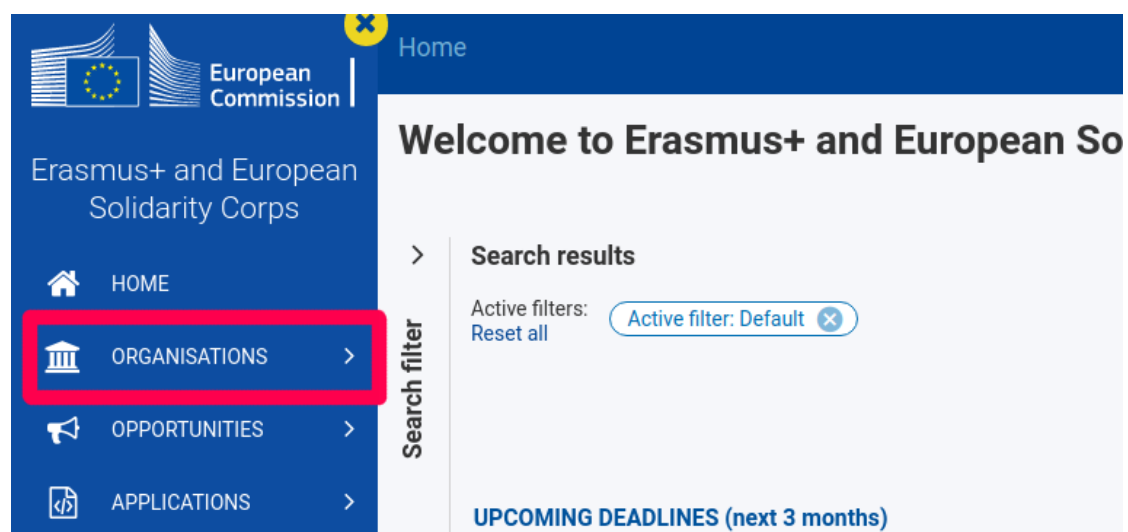 European
Commission
Erasmus+ and European
Solidarity Corps
HOME
ORGANISATIONS
OPPORTUNITIES
APPLICATIONS
Home
Welcome to Erasmus+ and European So
Search filter
Search results
Active filters:
Reset all
Active filter: Default
UPCOMING DEADLINES (next 3 months)